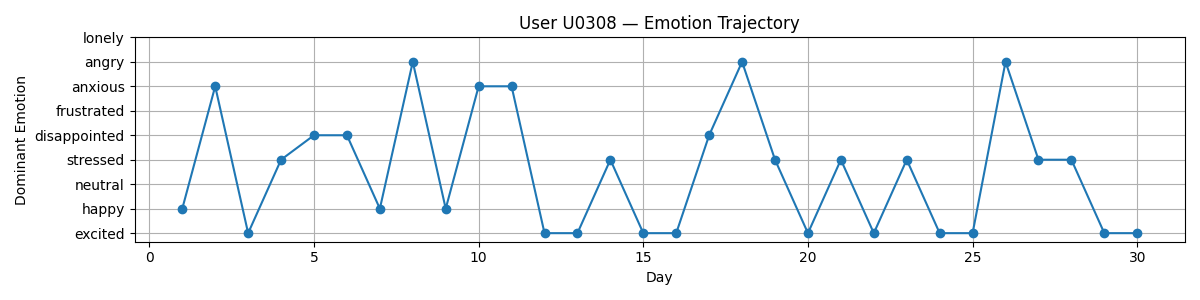 User U0308 — Emotion Trajectory
Dominant Emotion
lonely
angry
anxious
frustrated
disappointed
stressed
neutral
happy
excited
0 5 10 15 20 25 30
Day